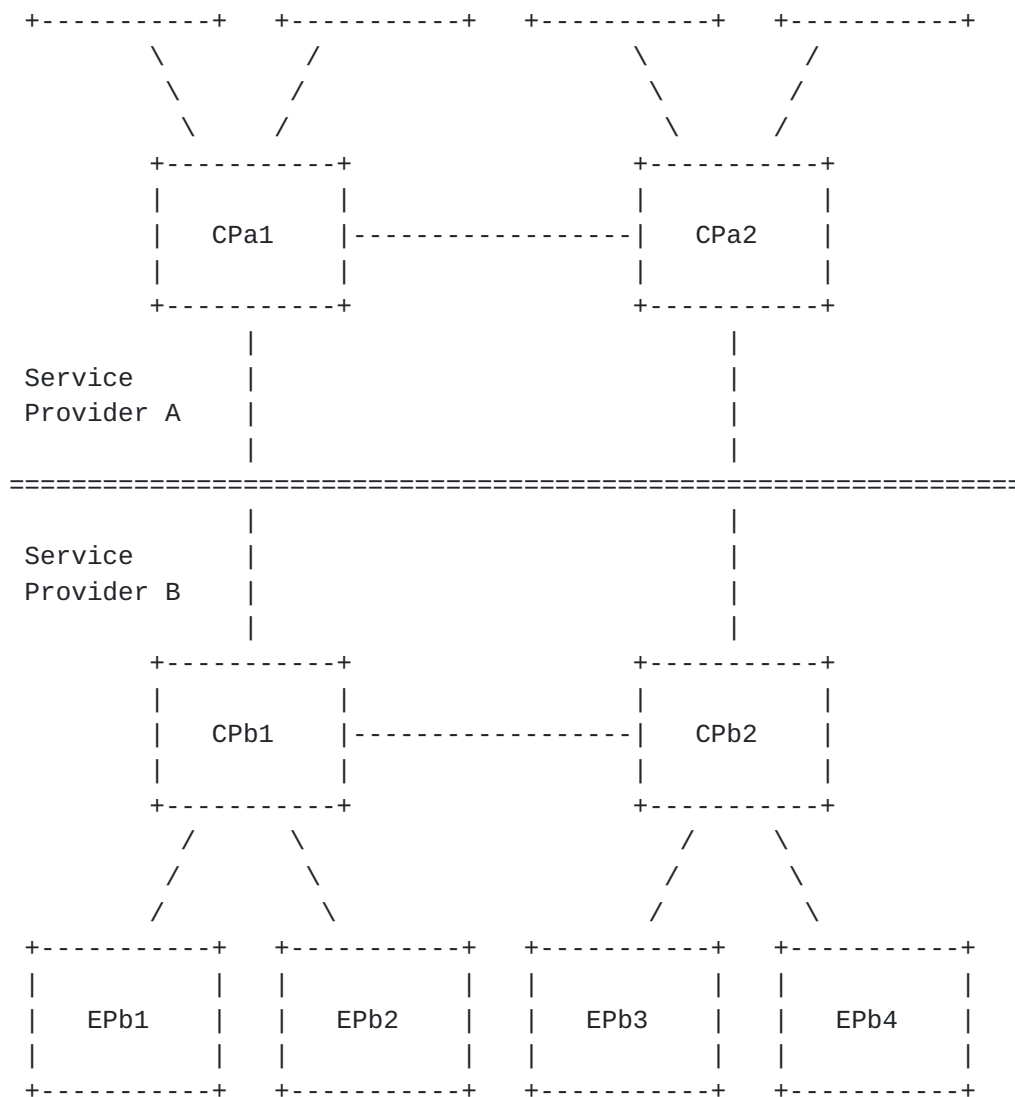 CPa1 CPa2
Service
Provider A
Service
Provider B
CPb1 CPb2
EPb1 EPb2 EPb3 EPb4